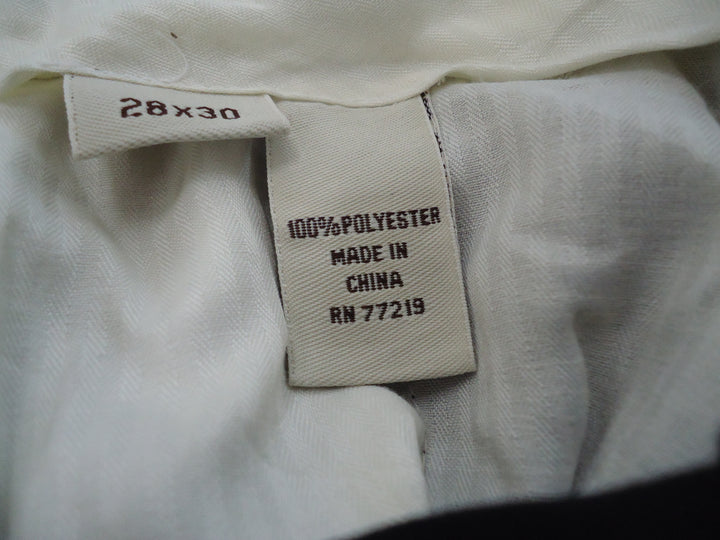 28x30
100%POLYESTER
MADE IN
CHINA
RN 77219